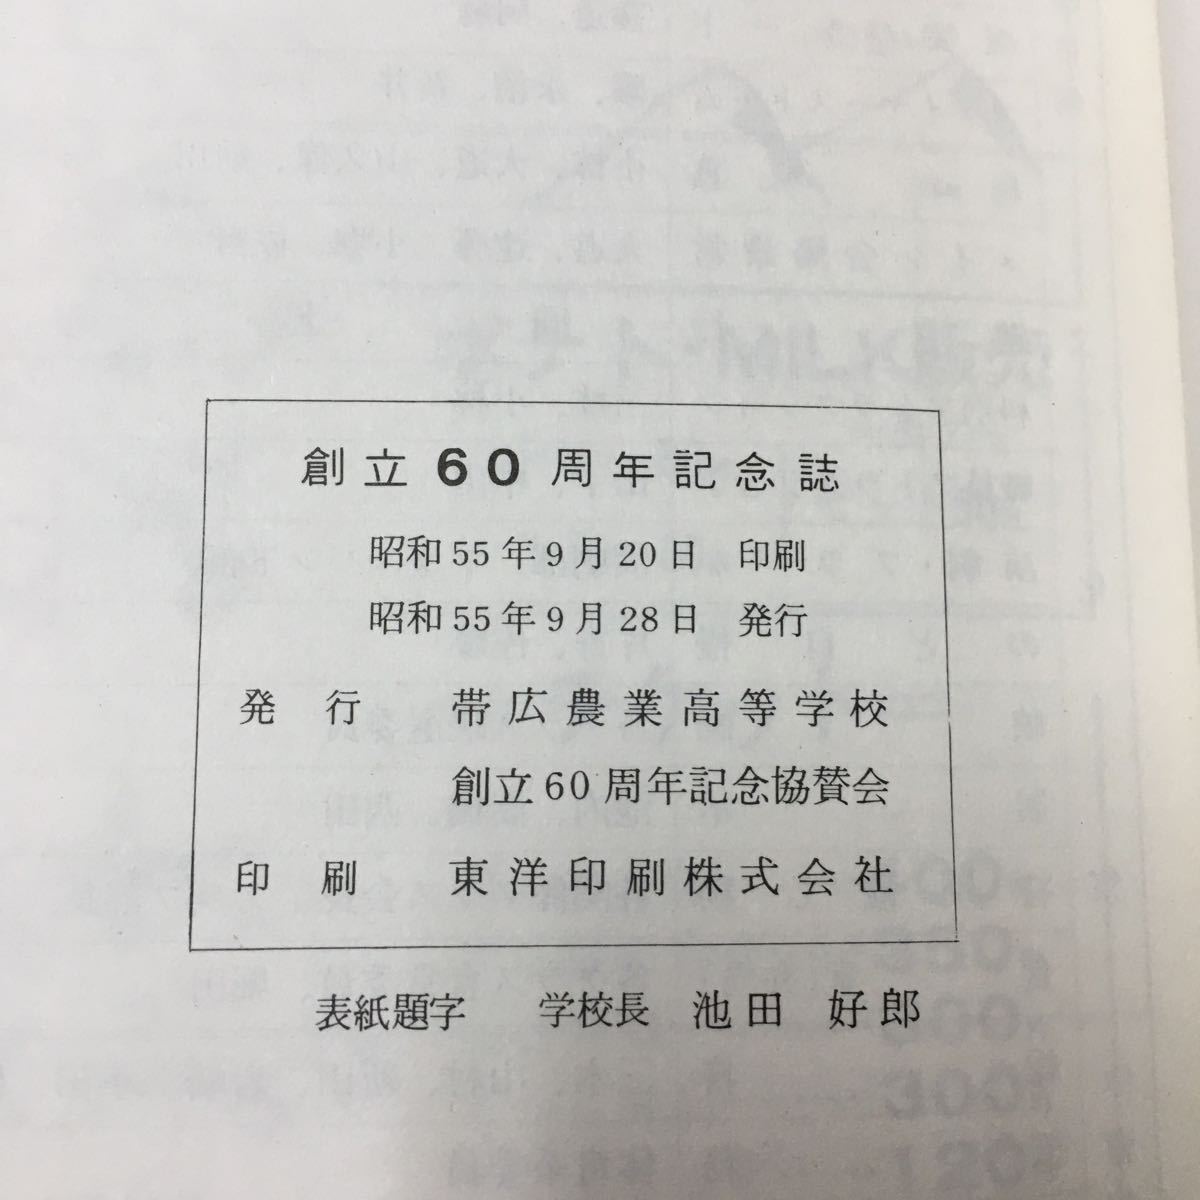 創立60周年記念誌
昭和55年9月20日 印刷
昭和55年9月28日 発行
発行 帯広農業高等学校
創立60周年記念協賛会
印刷 東洋印刷株式会社
表紙題字 学校長 池田 好郎